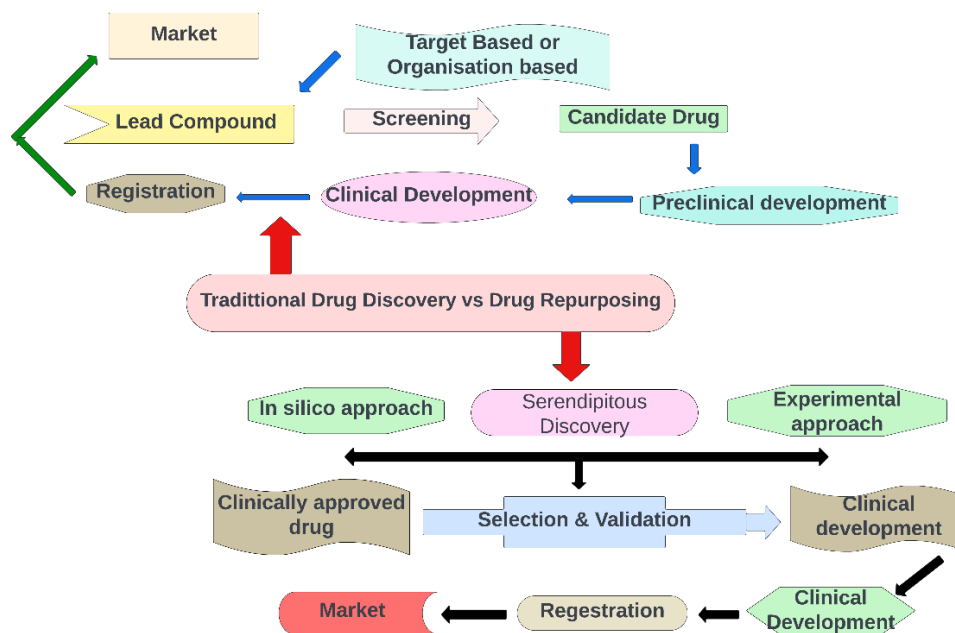 Market
Target Based or
Organisation based
Lead Compound
Screening
Candidate Drug
Registration
Clinical Development
Preclinical development
Tradittional Drug Discovery vs Drug Repurposing
In silico approach
Serendipitous
Discovery
Experimental
approach
Clinically approved
drug
Selection & Validation
Clinical
development
Market
Regestration
Clinical
Development